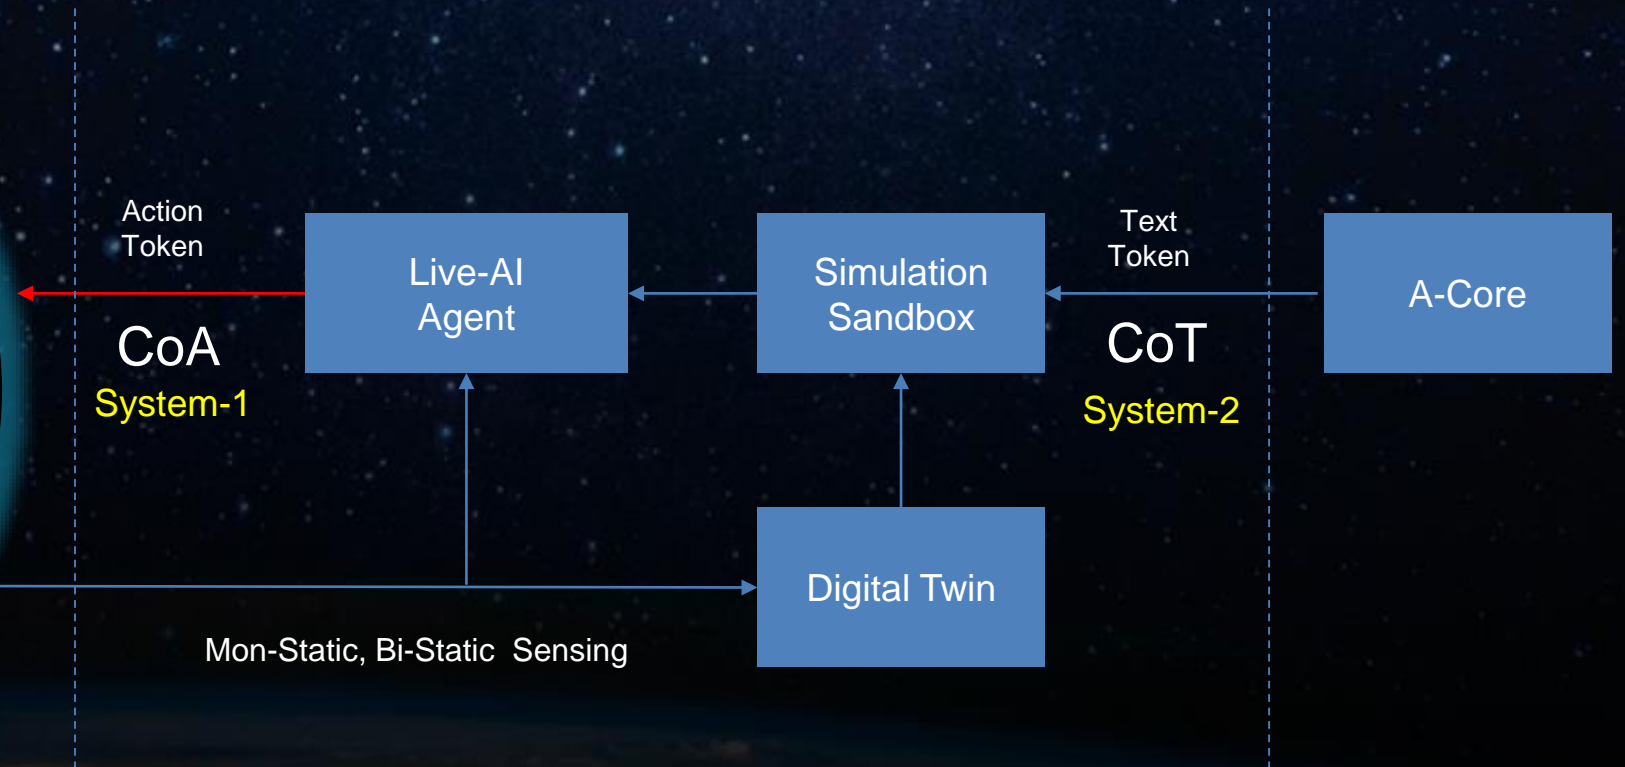 Action
Token
CoA
System-1
Live-AI
Agent
Simulation
Sandbox
Text
Token
CoT
System-2
A-Core
Digital Twin
Mon-Static, Bi-Static  Sensing